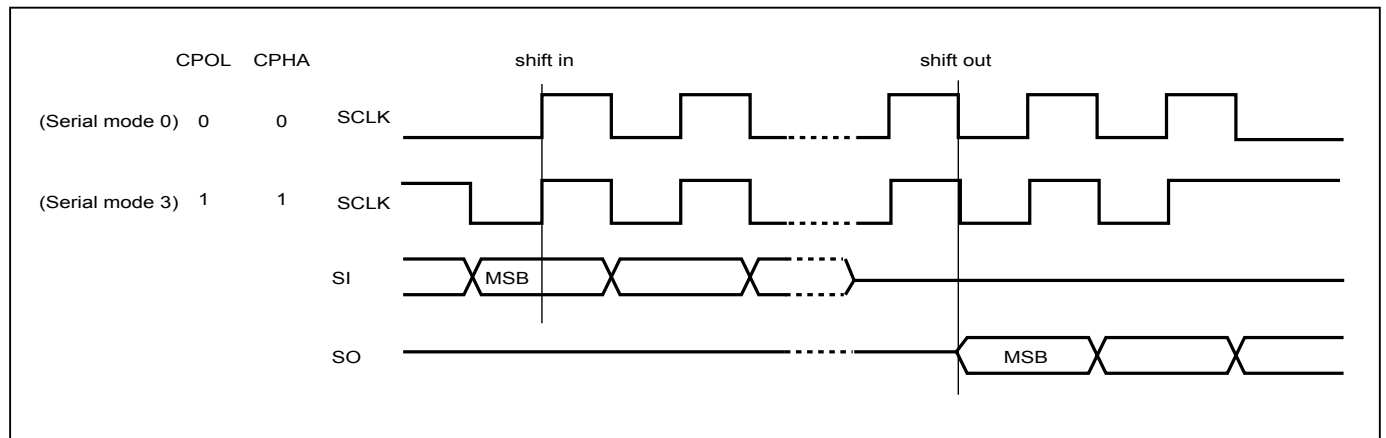 CPOL CPHA shift in shift out
(Serial mode 0) 0 0 SCLK
(Serial mode 3) 1 1 SCLK
SI MSB
SO MSB